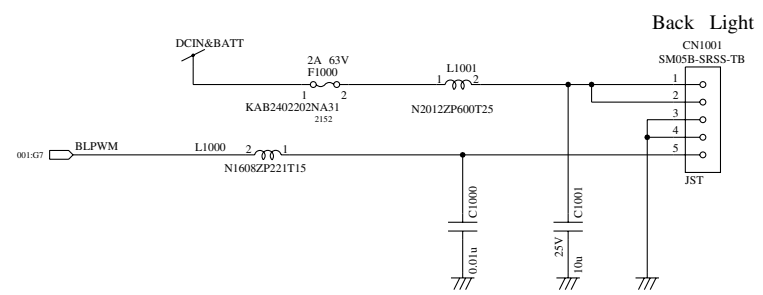 Back Light
DCIN&BATT
CN1001
SM05B-SRSS-TB
2A 63V
F1000
L1001
1 2
1 2
KAB2402202NA31
2152
N2012ZP600T25
1
2
3
4
5
001:G7
BLPWM
L1000
2 1
N1608ZP221T15
JST
C1000
0.01u
C1001
25V
10u